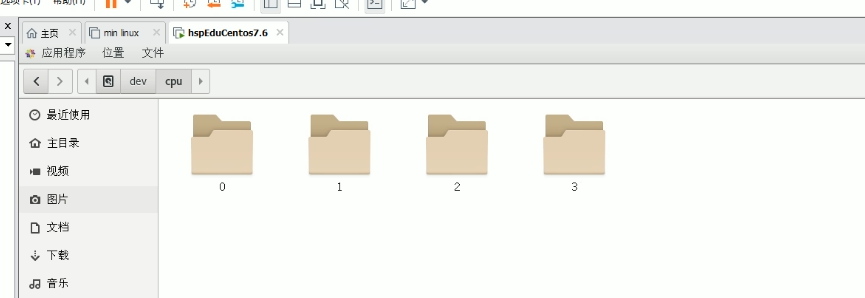 选项卡(T) 帮助(H)
主页 min linux hspEduCentos7.6
应用程序 位置 文件
dev cpu
最近使用
主目录
视频
图片
文档
下载
音乐
0 1 2 3